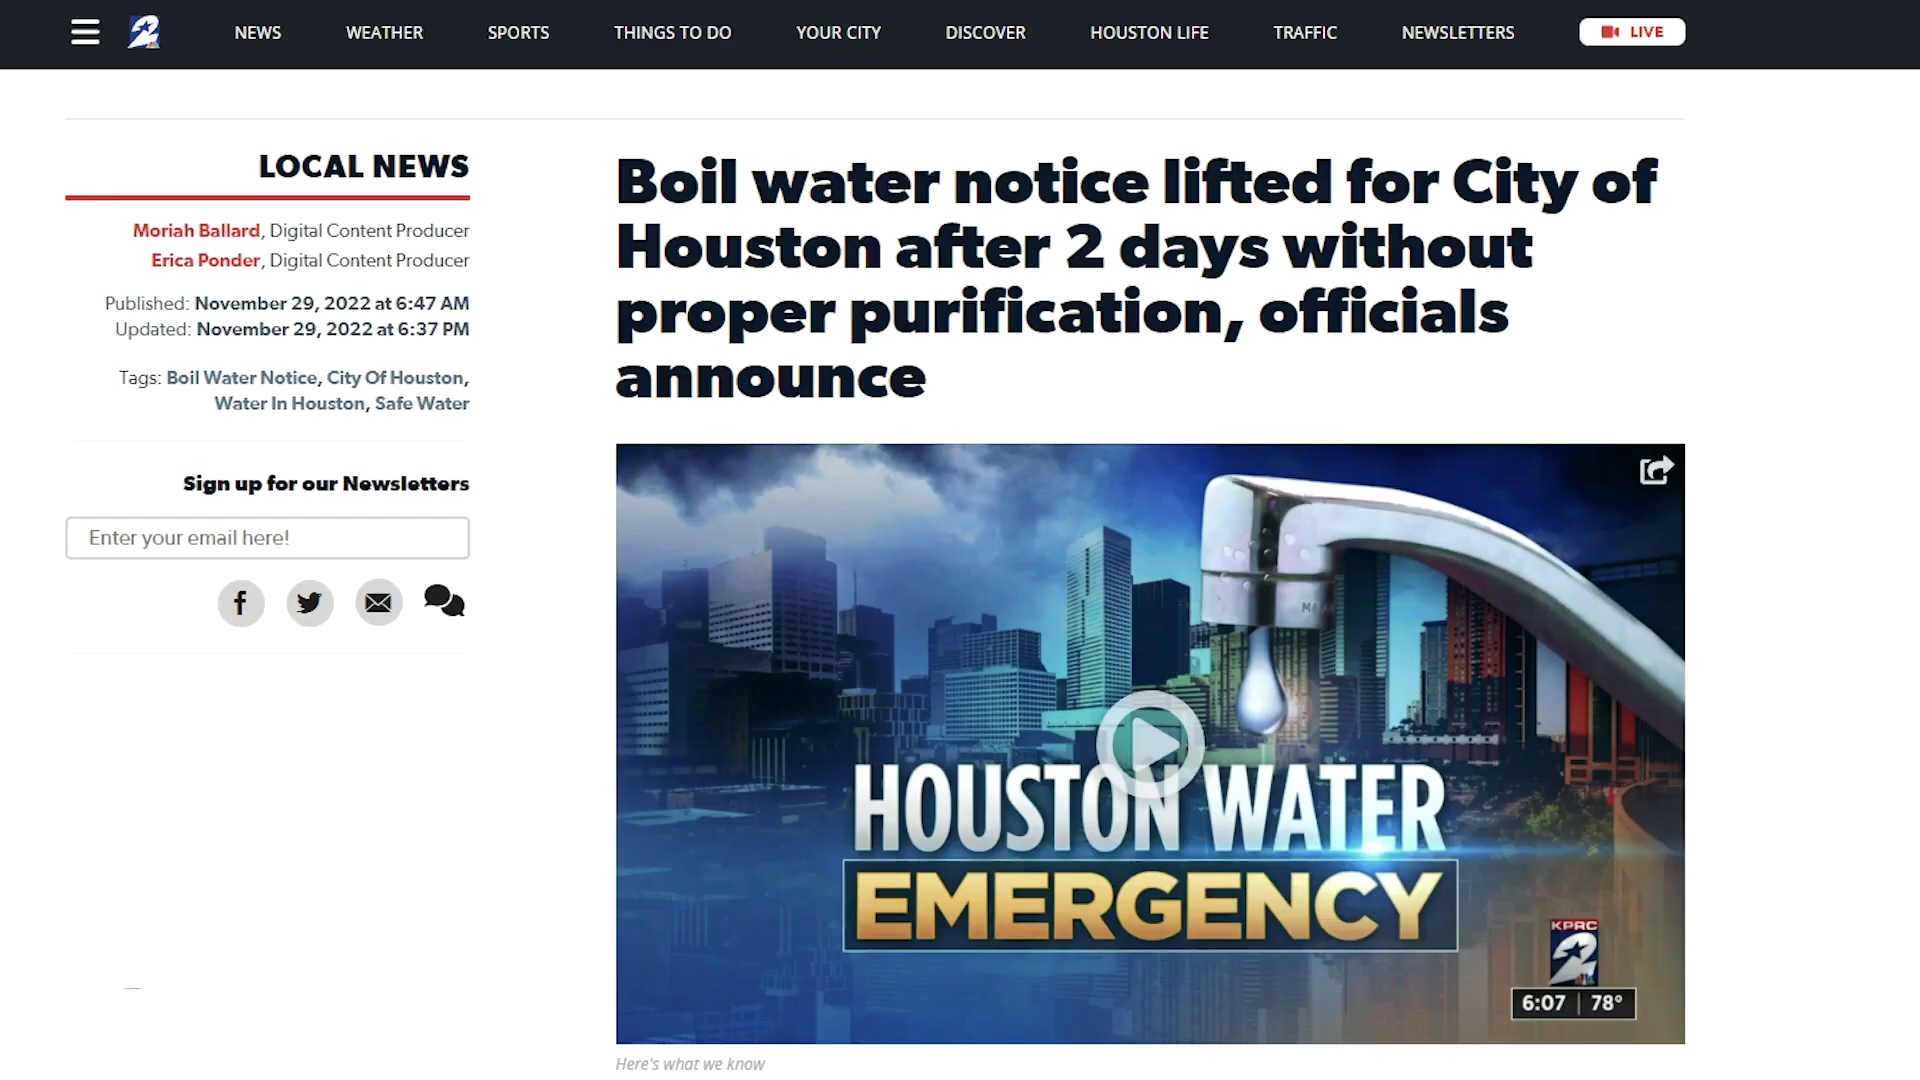 2
NEWS
WEATHER
SPORTS
THINGS TO DO
YOUR CITY
DISCOVER
HOUSTON LIFE
TRAFFIC
NEWSLETTERS
LIVE
LOCAL NEWS
Moriah Ballard, Digital Content Producer
Erica Ponder, Digital Content Producer
Published: November 29, 2022 at 6:47 AM
Updated: November 29, 2022 at 6:37 PM
Tags: Boil Water Notice, City Of Houston,
Water In Houston, Safe Water
Sign up for our Newsletters
Enter your email here!
Boil water notice lifted for City of
Houston after 2 days without
proper purification, officials
announce
HOUSTON WATER
EMERGENCY
KPRC
2
6:07 78°
Here's what we know